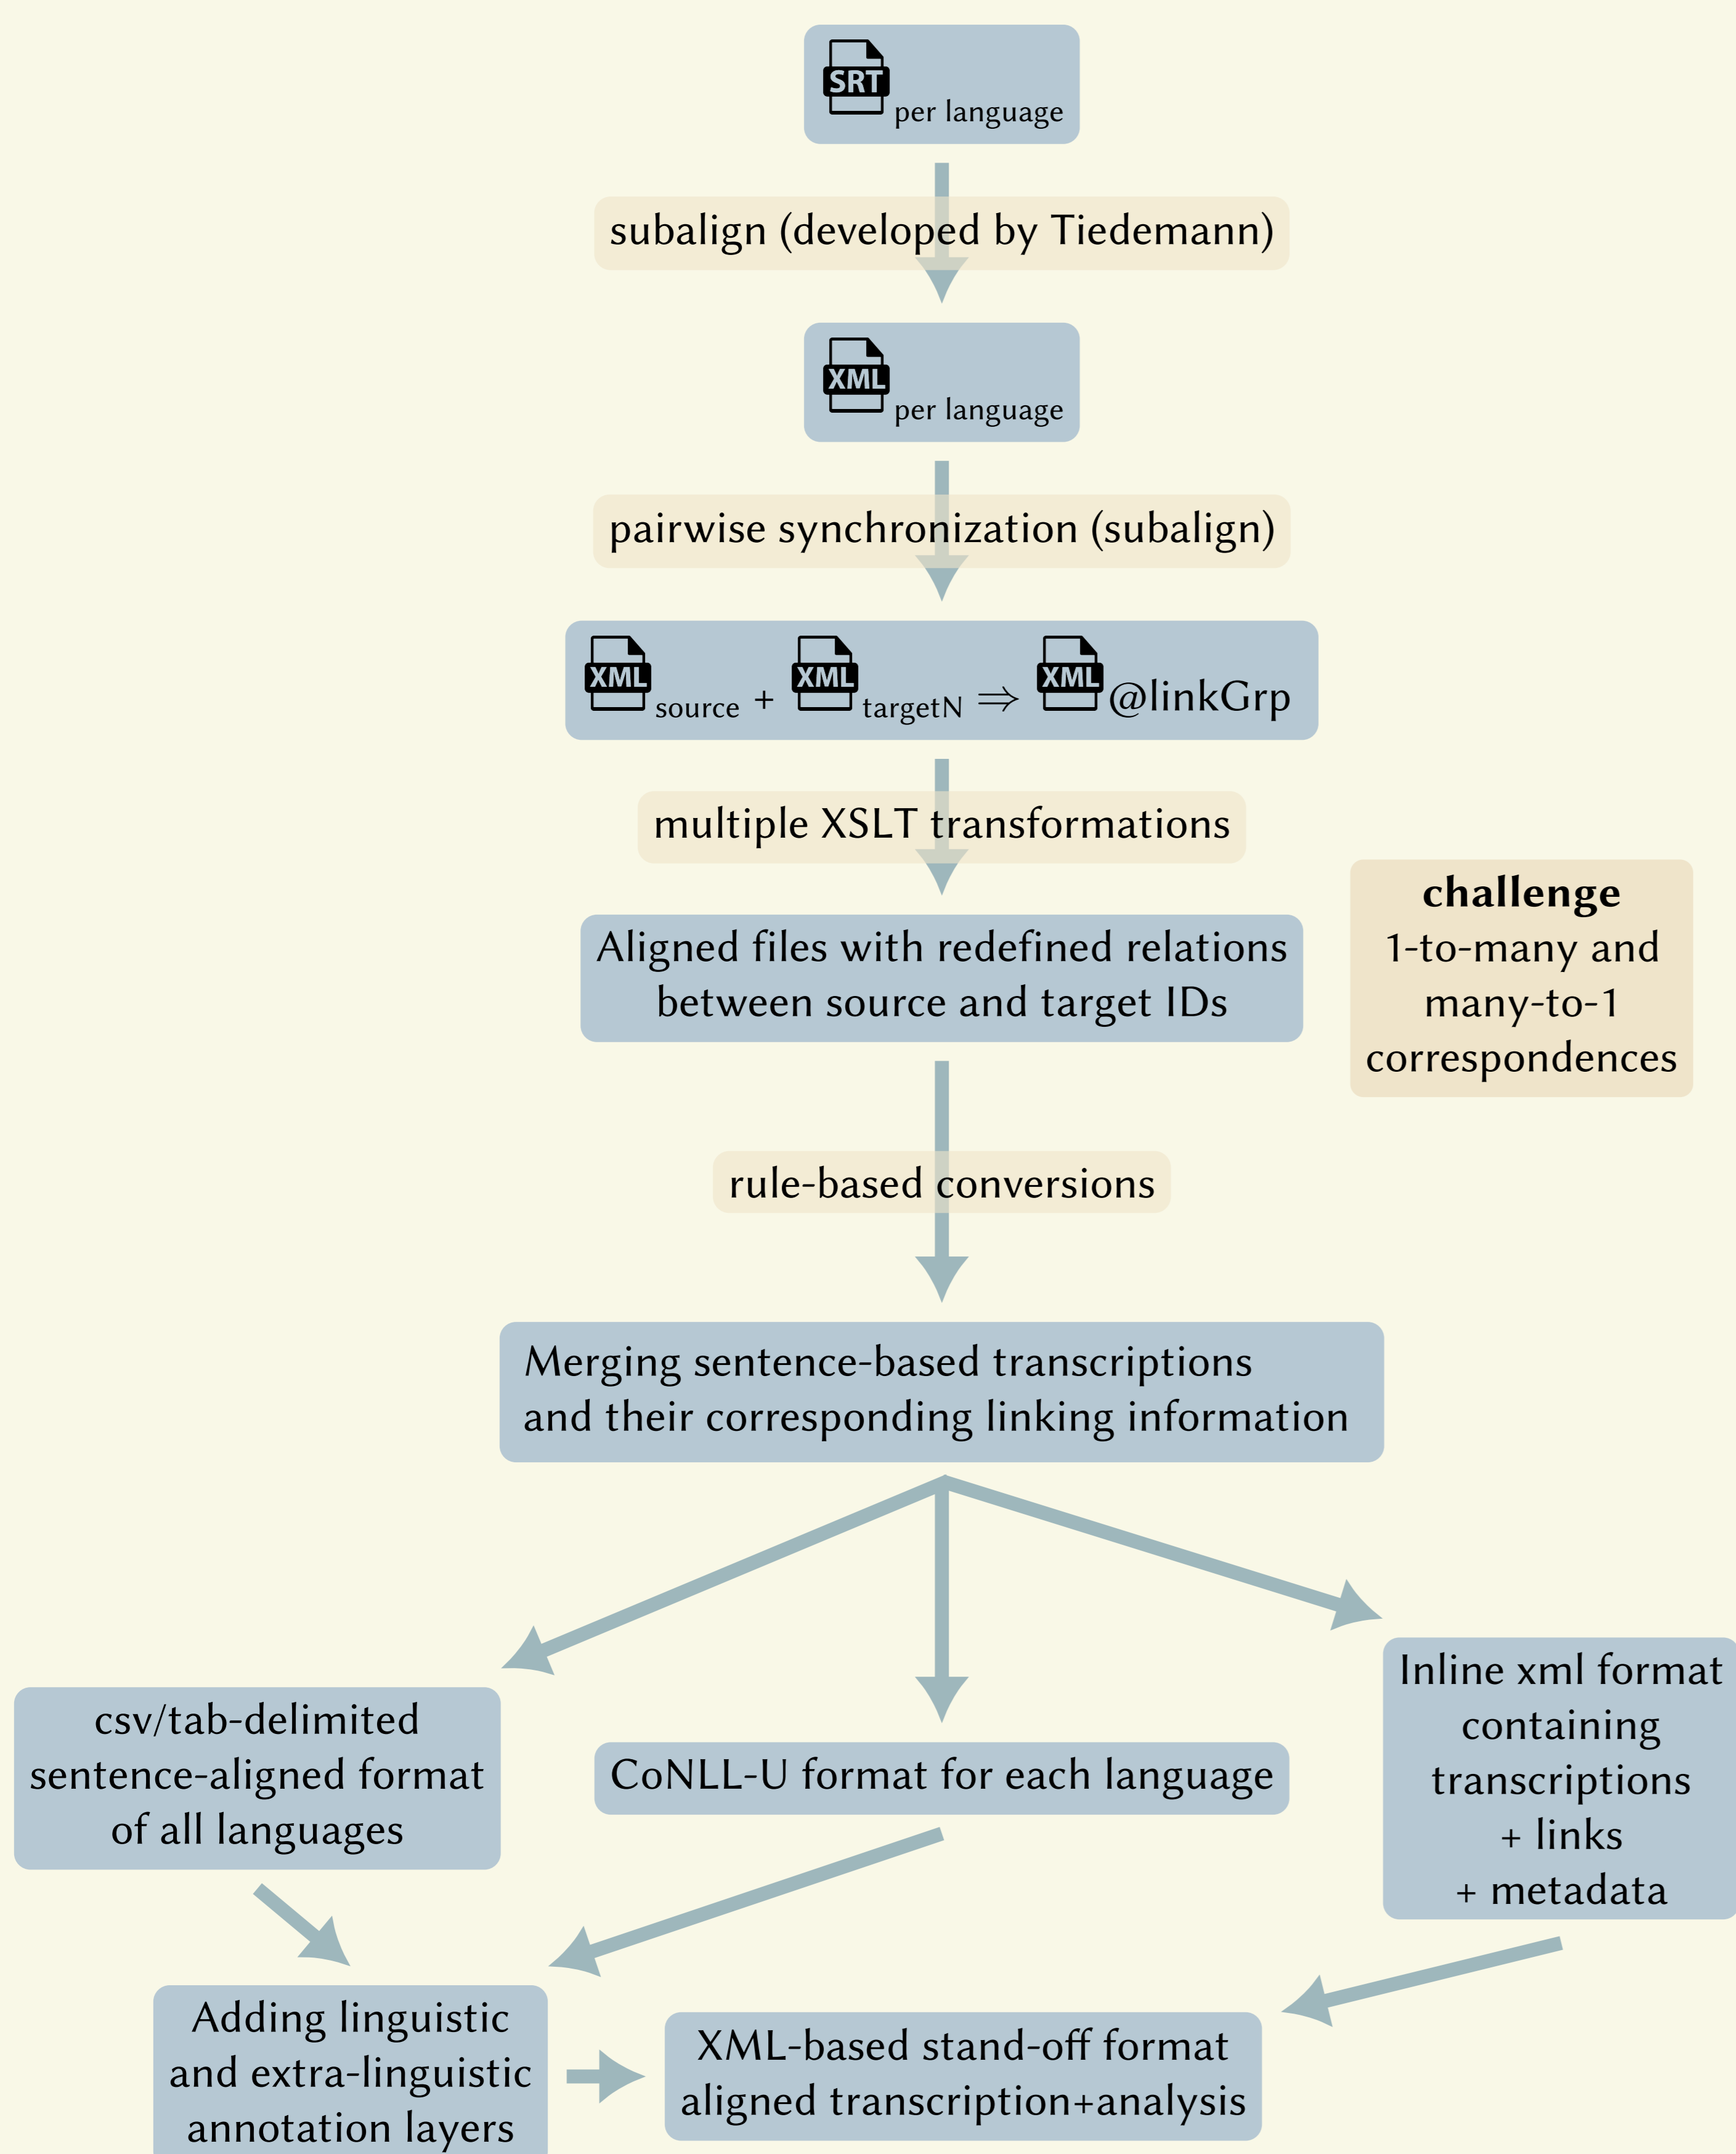 SRT per language
subalign (developed by Tiedemann)
XML per language
pairwise synchronization (subalign)
XML source + XML targetN ⇒ XML @linkGrp
multiple XSLT transformations
Aligned files with redefined relations
between source and target IDs
challenge
1-to-many and
many-to-1
correspondences
rule-based conversions
Merging sentence-based transcriptions
and their corresponding linking information
csv/tab-delimited
sentence-aligned format
of all languages
CoNLL-U format for each language
Inline xml format
containing
transcriptions
+ links
+ metadata
Adding linguistic
and extra-linguistic
annotation layers
XML-based stand-off format
aligned transcription+analysis